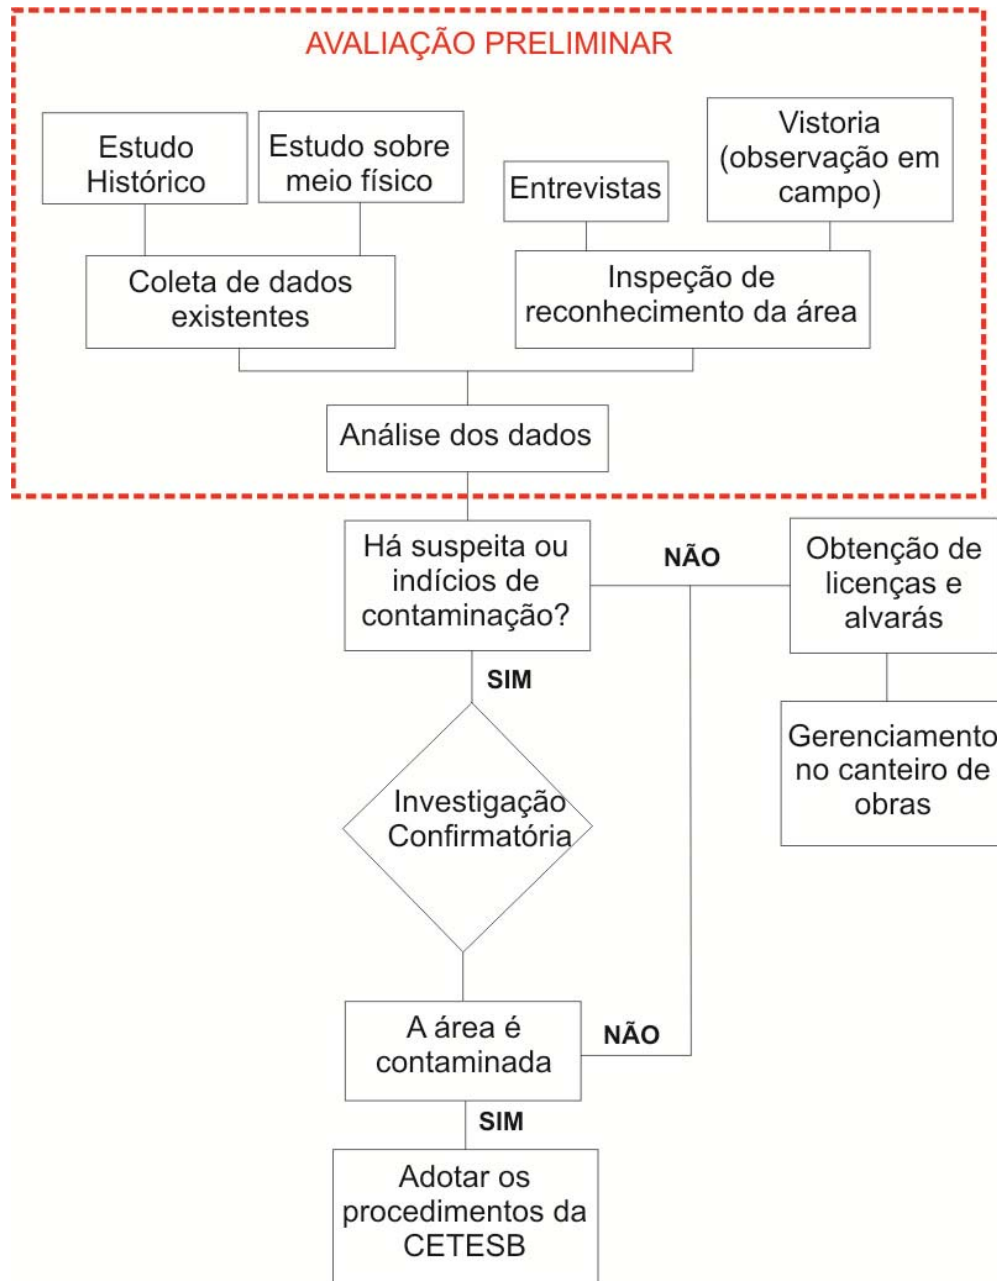 AVALIAÇÃO PRELIMINAR
Estudo
Histórico
Estudo sobre
meio físico
Entrevistas
Vistoria
(observação em
campo)
Coleta de dados
existentes
Inspeção de
reconhecimento da área
Análise dos dados
Há suspeita ou
indícios de
contaminação?
NÃO
Obtenção de
licenças e
alvarás
SIM
Gerenciamento
no canteiro de
obras
Investigação
Confirmatória
A área é
contaminada
NÃO
SIM
Adotar os
procedimentos da
CETESB